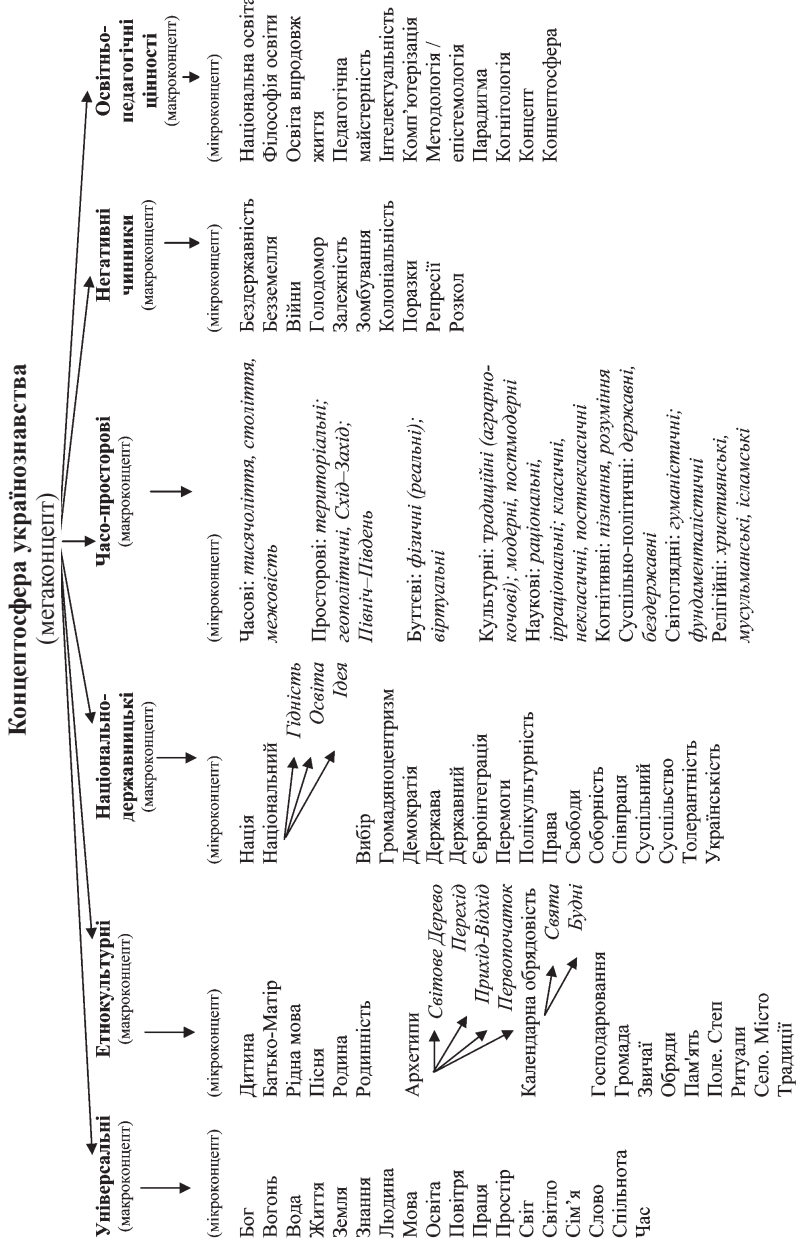 Концептосфера українознавства
(мегаконцепт)
Універсальні
(макроконцепт)
(мікроконцепт)
Бог
Вогонь
Вода
Життя
Земля
Знання
Людина
Мова
Освіта
Повітря
Праця
Простір
Світ
Світло
Сім’я
Слово
Спільнота
Час
Етнокультурні
(макроконцепт)
(мікроконцепт)
Дитина
Батько-Матір
Рідна мова
Пісня
Родина
Родинність
Архетипи
Світове Дерево
Перехід
Прихід-Відхід
Первопочаток
Календарна обрядовість
Свята
Будні
Господарювання
Громада
Звичаї
Обряди
Пам'ять
Поле. Степ
Ритуали
Село. Місто
Традиції
Національно-
державницькі
(макроконцепт)
(мікроконцепт)
Нація
Національний
Гідність
Освіта
Ідея
Вибір
Громадяноцентризм
Демократія
Держава
Державний
Євроінтеграція
Перемоги
Полікультурність
Права
Свободи
Соборність
Співпраця
Суспільний
Суспільство
Толерантність
Українськість
Часо-просторові
(макроконцепт)
(мікроконцепт)
Часові: тисячоліття, століття,
межовість
Просторові: територіальні;
геополітичні, Схід–Захід;
Північ–Південь
Буттєві: фізичні (реальні);
віртуальні
Культурні: традиційні (аграрно-
кочові); модерні, постмодерні
Наукові: раціональні,
ірраціональні; класичні,
некласичні, постнекласичні
Когнітивні: пізнання, розуміння
Суспільно-політичні: державні,
бездержавні
Світоглядні: гуманістичні;
фундаменталістичні
Релігійні: християнські,
мусульманські, ісламські
Негативні
чинники
(макроконцепт)
(мікроконцепт)
Бездержавність
Безземелля
Війни
Голодомор
Залежність
Зомбування
Колоніальність
Поразки
Репресії
Розкол
Освітньо-
педагогічні
цінності
(макроконцепт)
(мікроконцепт)
Національна освіта
Філософія освіти
Освіта впродовж
життя
Педагогічна
майстерність
Інтелектуальність
Комп’ютерізація
Методологія /
епістемологія
Парадигма
Когнітологія
Концепт
Концептосфера